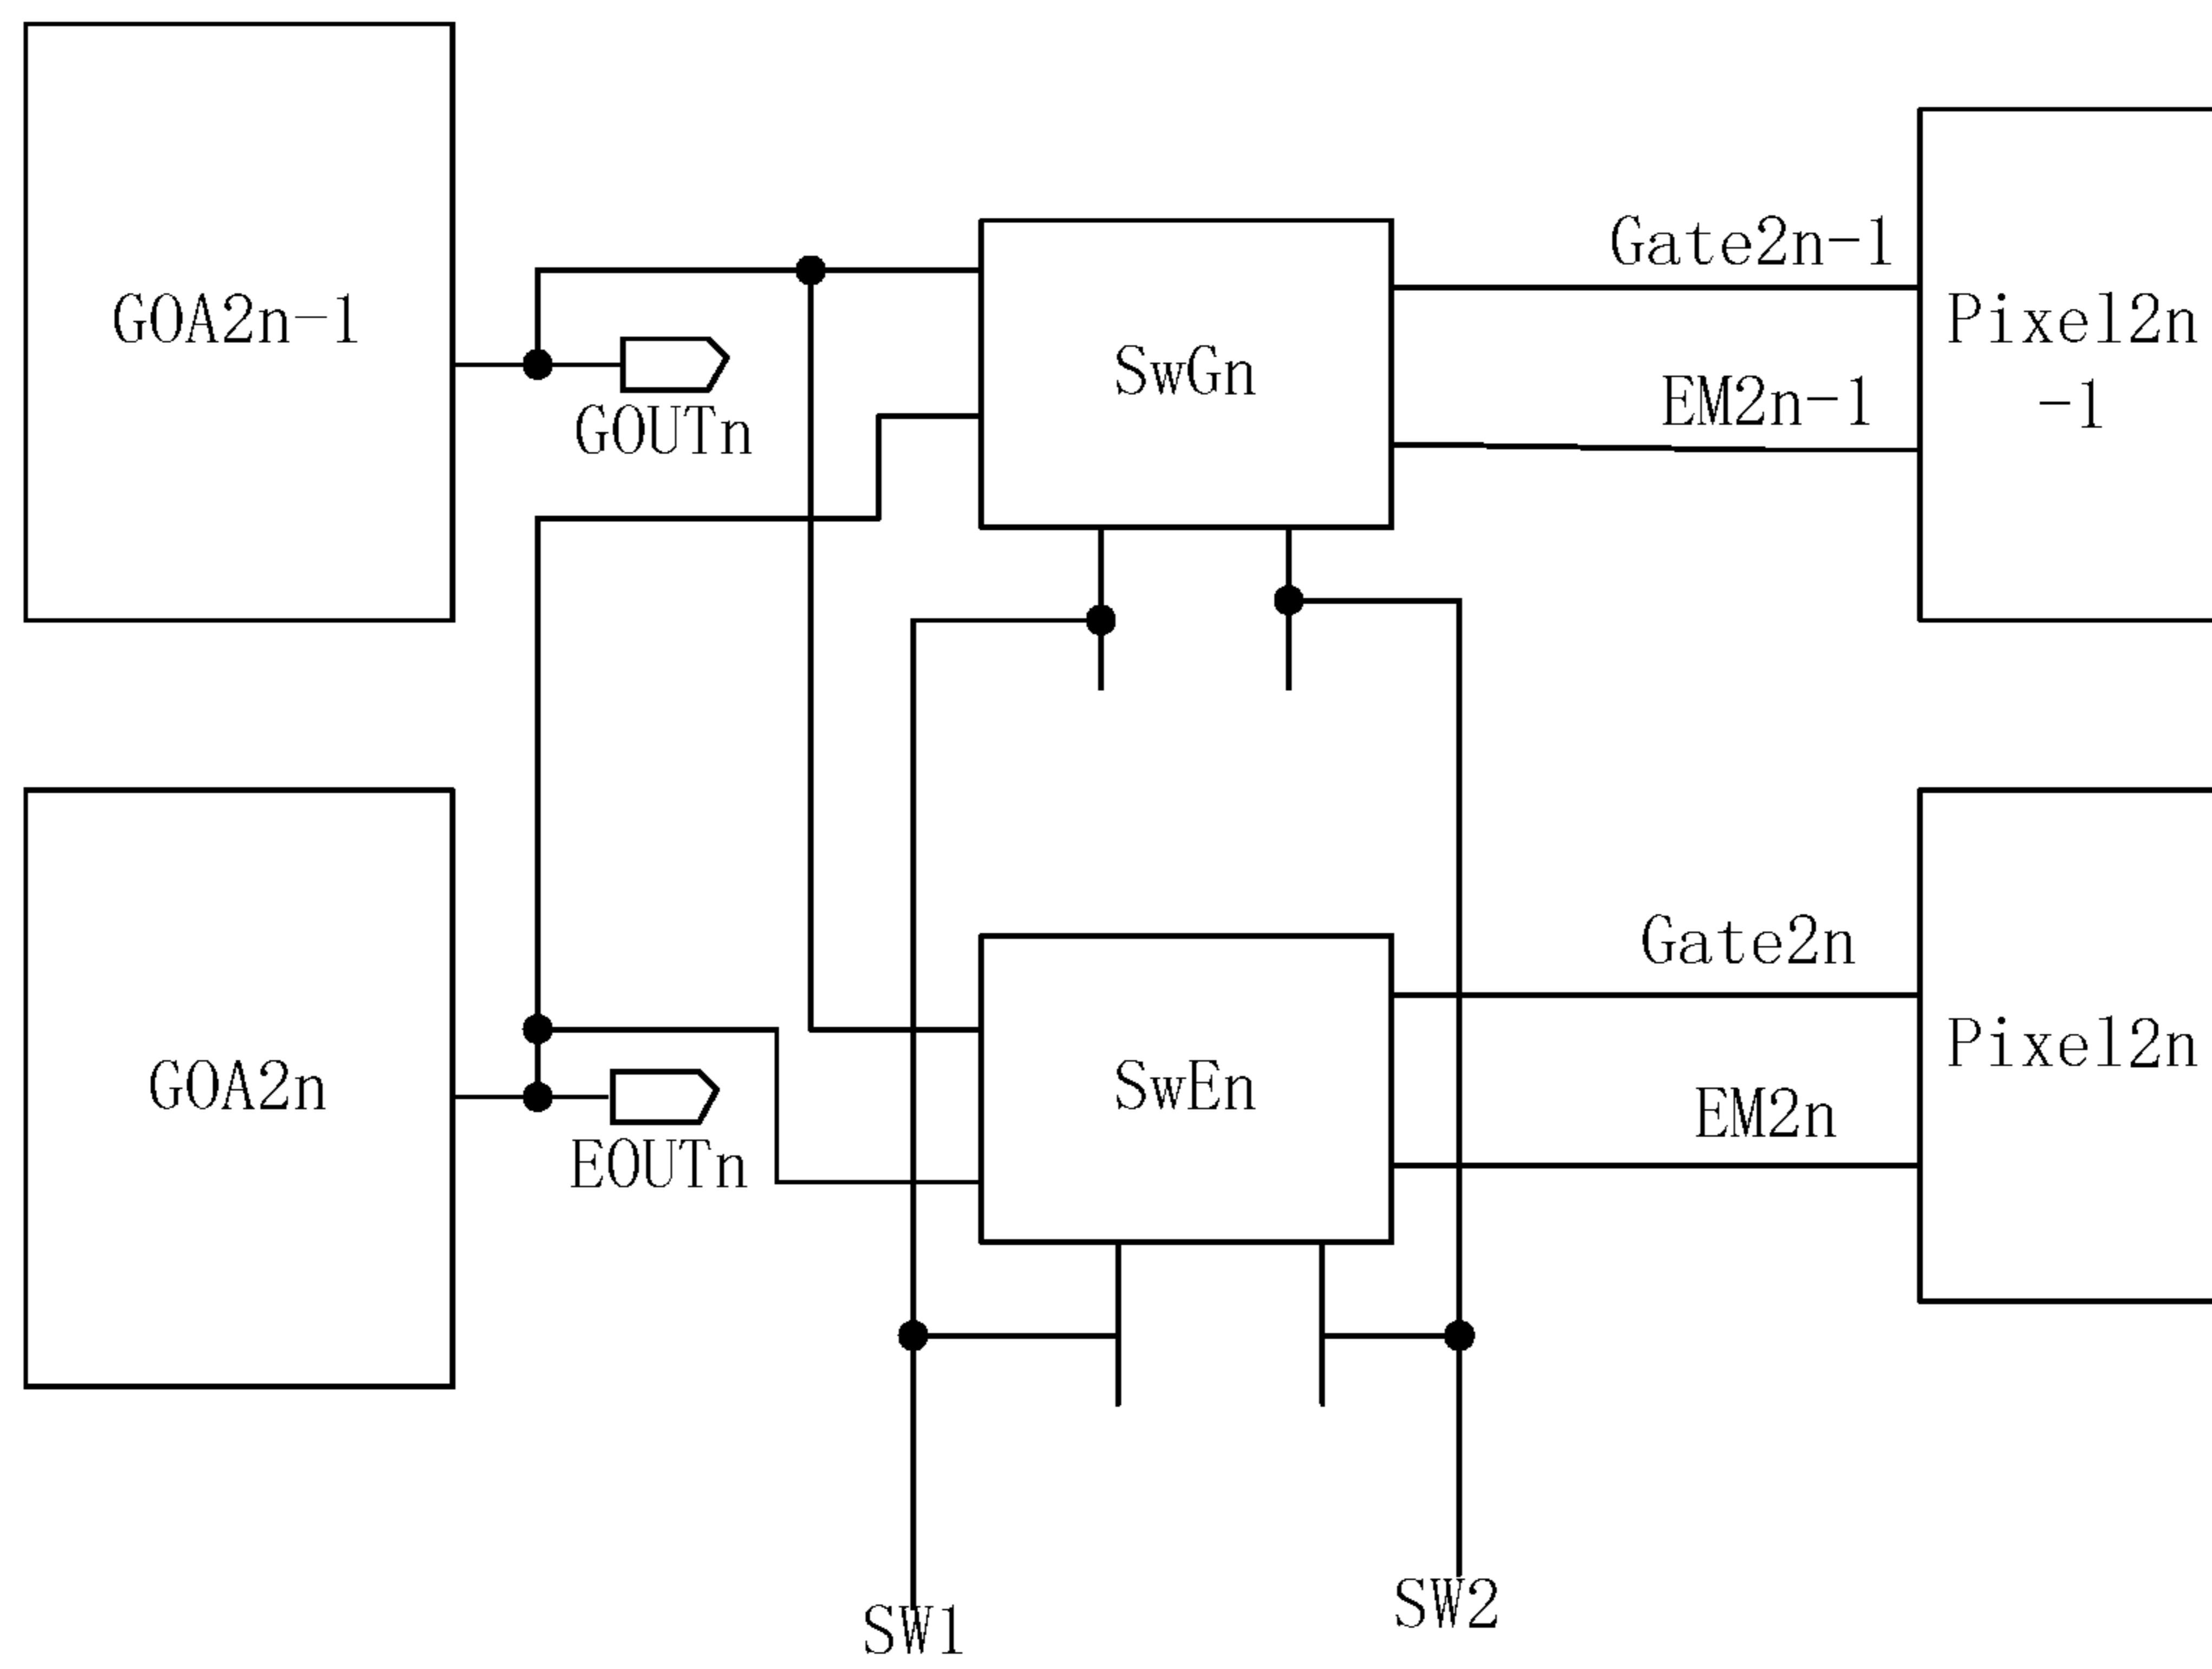 GOA2n-1
GOUTn
SwGn
Gate2n-1
EM2n-1
Pixel2n
-1
GOA2n
EOUTn
SwEn
Gate2n
EM2n
Pixel2n
SW1
SW2